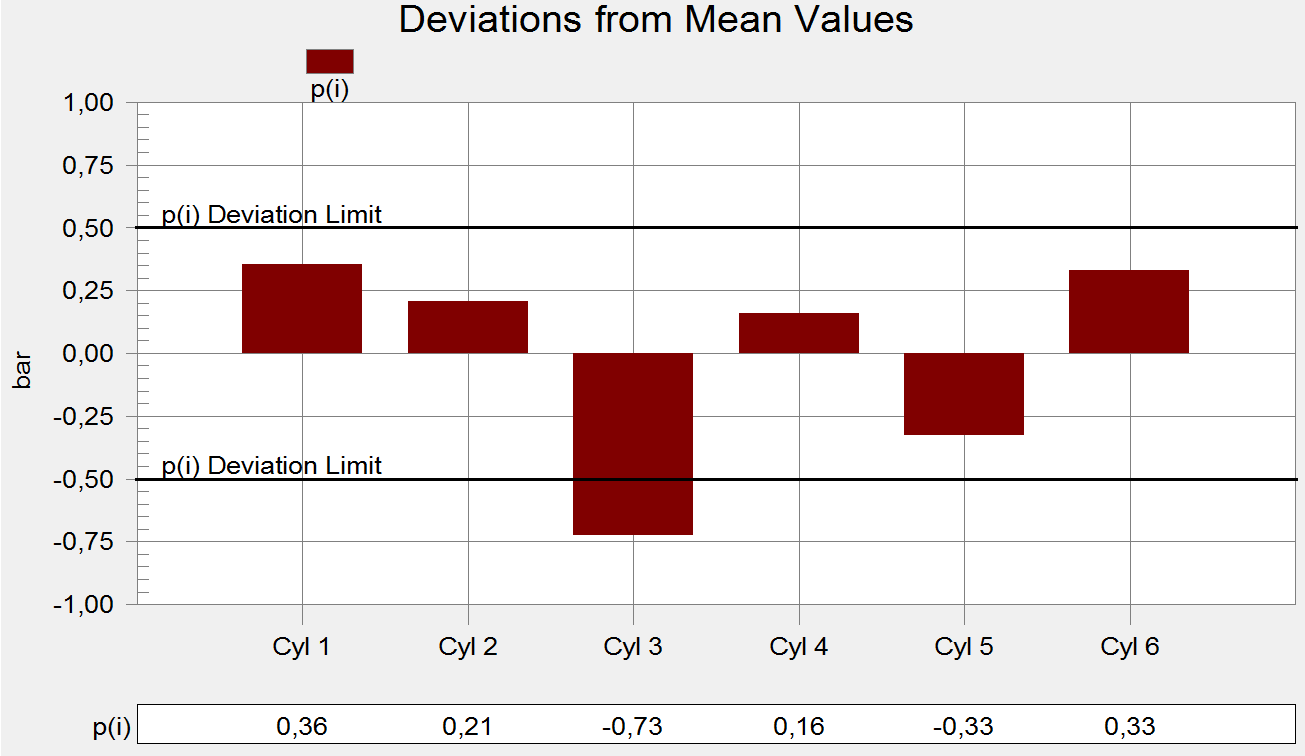 Deviations from Mean Values
p(i)
1,00
0,75
p(i) Deviation Limit
0,50
0,25
0,00
bar
-0,25
p(i) Deviation Limit
-0,50
-0,75
-1,00
Cyl 1 Cyl 2 Cyl 3 Cyl 4 Cyl 5 Cyl 6
p(i) 0,36 0,21 -0,73 0,16 -0,33 0,33